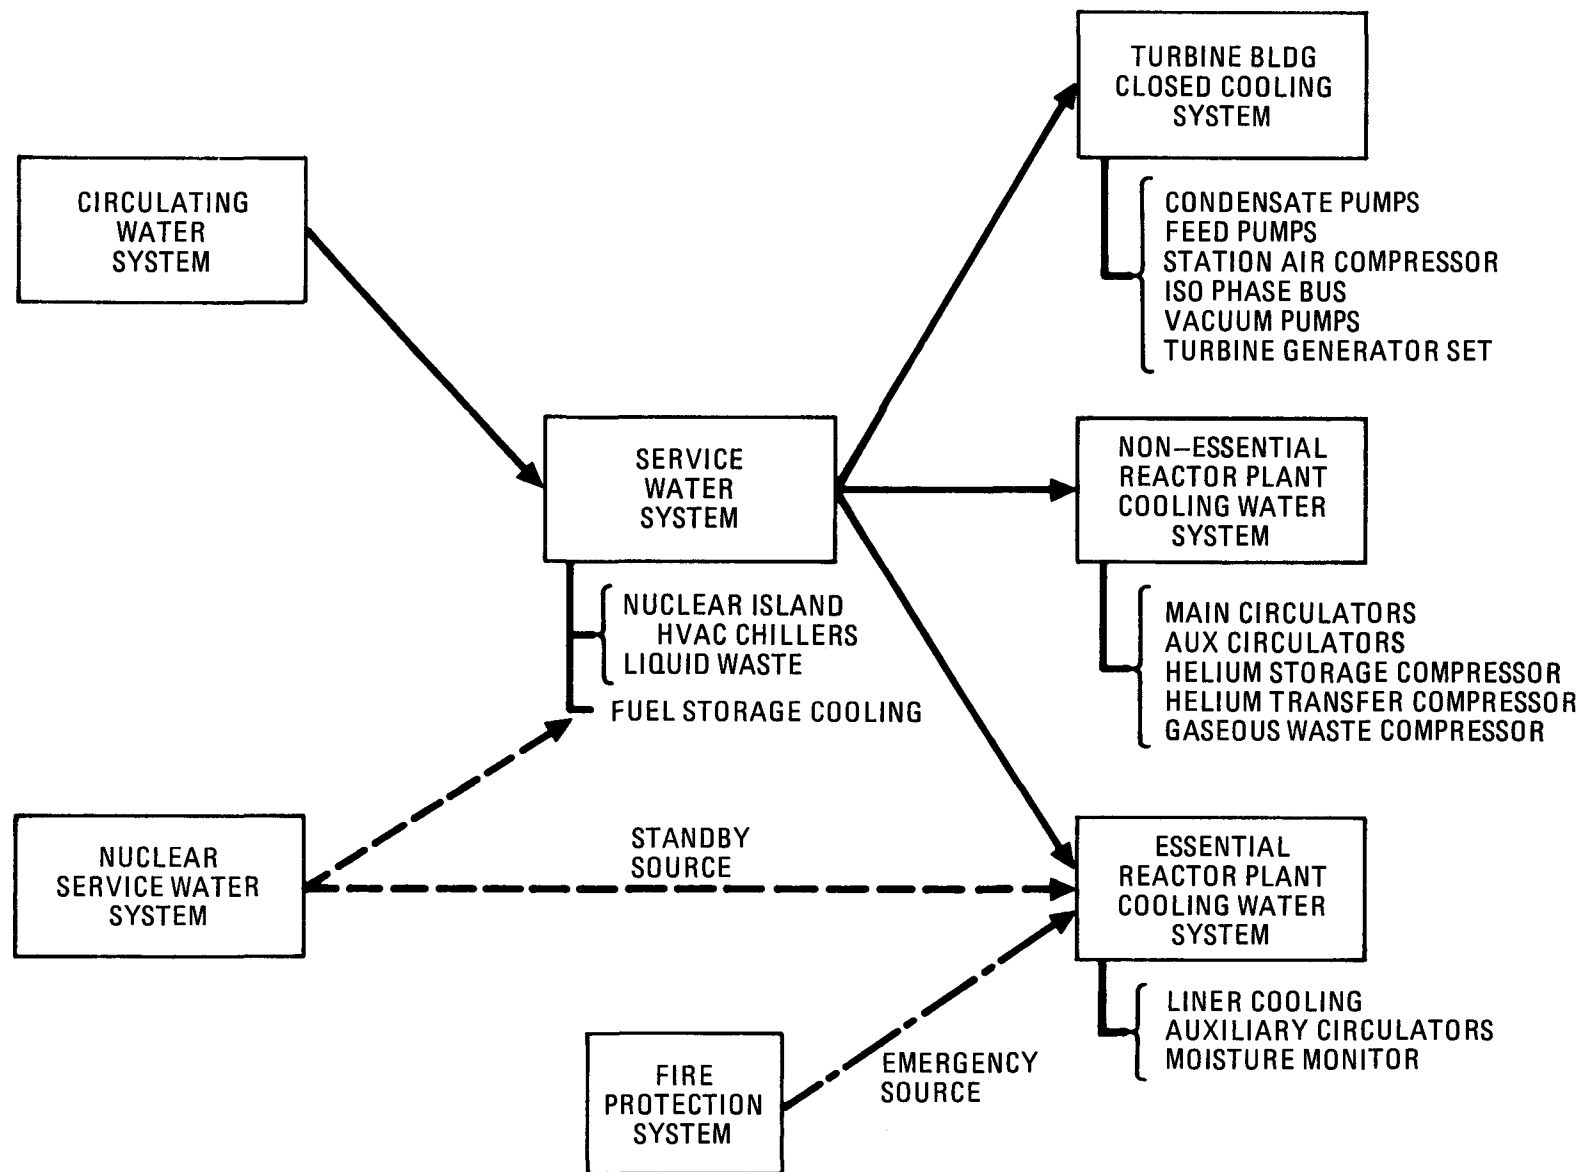 TURBINE BLDG
CLOSED COOLING
SYSTEM
CONDENSATE PUMPS
FEED PUMPS
STATION AIR COMPRESSOR
ISO PHASE BUS
VACUUM PUMPS
TURBINE GENERATOR SET
CIRCULATING
WATER
SYSTEM
SERVICE
WATER
SYSTEM
NUCLEAR ISLAND
HVAC CHILLERS
LIQUID WASTE
FUEL STORAGE COOLING
NON–ESSENTIAL
REACTOR PLANT
COOLING WATER
SYSTEM
MAIN CIRCULATORS
AUX CIRCULATORS
HELIUM STORAGE COMPRESSOR
HELIUM TRANSFER COMPRESSOR
GASEOUS WASTE COMPRESSOR
NUCLEAR
SERVICE WATER
SYSTEM
STANDBY
SOURCE
ESSENTIAL
REACTOR PLANT
COOLING WATER
SYSTEM
LINER COOLING
AUXILIARY CIRCULATORS
MOISTURE MONITOR
FIRE
PROTECTION
SYSTEM
EMERGENCY
SOURCE